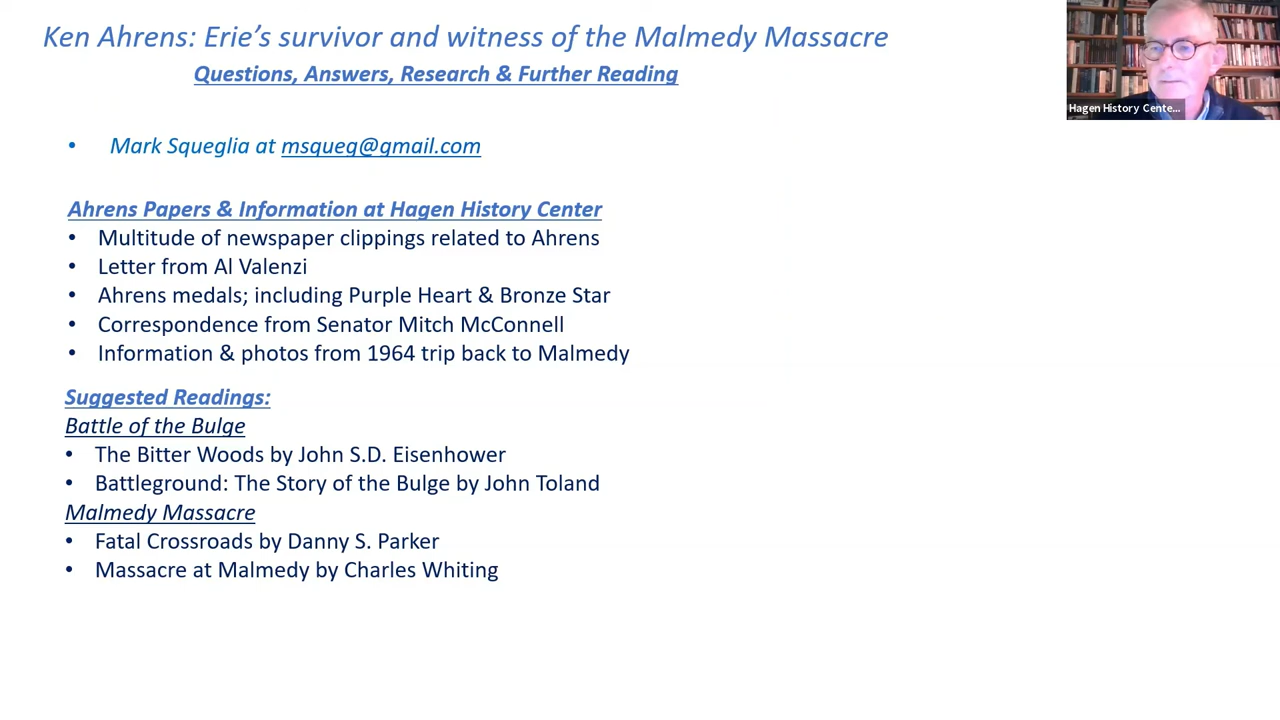 Ken Ahrens: Erie's survivor and witness of the Malmedy Massacre
Questions, Answers, Research & Further Reading
Hagen History Cente...
• Mark Squeglia at msqueg@gmail.com
Ahrens Papers & Information at Hagen History Center
• Multitude of newspaper clippings related to Ahrens
• Letter from Al Valenzi
• Ahrens medals; including Purple Heart & Bronze Star
• Correspondence from Senator Mitch McConnell
• Information & photos from 1964 trip back to Malmedy
Suggested Readings:
Battle of the Bulge
• The Bitter Woods by John S.D. Eisenhower
• Battleground: The Story of the Bulge by John Toland
Malmedy Massacre
• Fatal Crossroads by Danny S. Parker
• Massacre at Malmedy by Charles Whiting